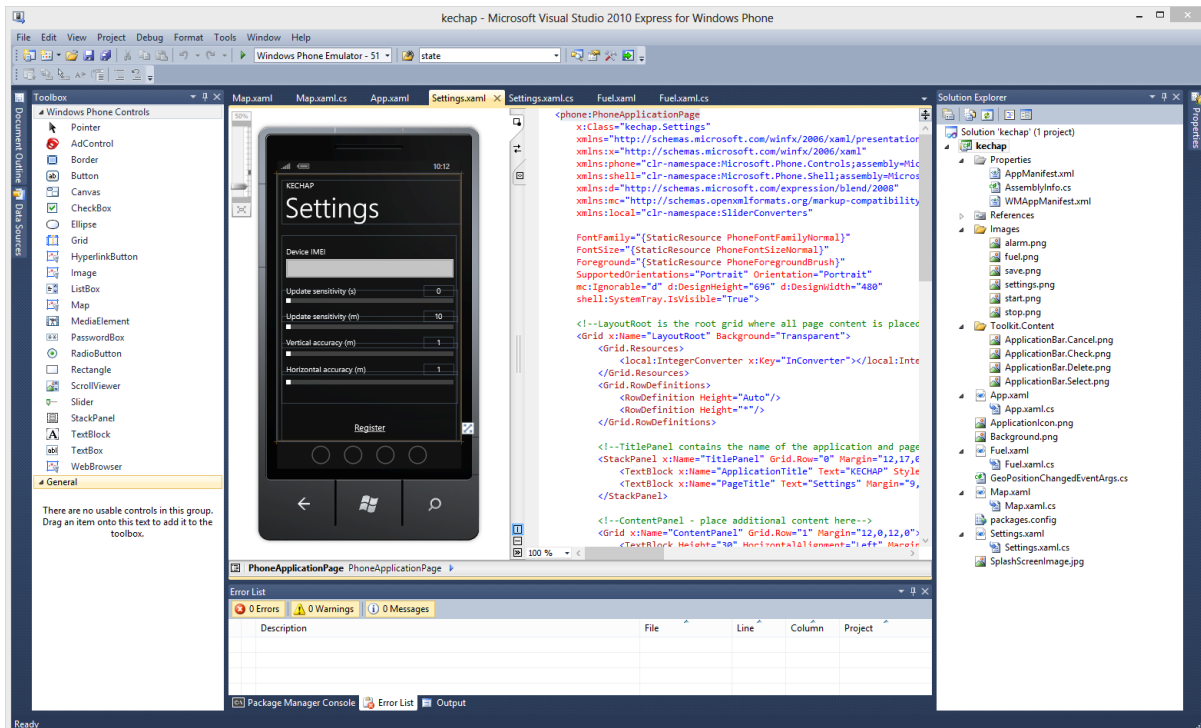 kechap - Microsoft Visual Studio 2010 Express for Windows Phone
File Edit View Project Debug Format Tools Window Help
Windows Phone Emulator - 51 state
Document Outline
Data Sources
Toolbox
Windows Phone Controls
Pointer
AdControl
Border
Button
Canvas
CheckBox
Ellipse
Grid
HyperlinkButton
Image
ListBox
Map
MediaElement
PasswordBox
RadioButton
Rectangle
ScrollViewer
Slider
StackPanel
TextBlock
TextBox
WebBrowser
General
There are no usable controls in this group.
Drag an item onto this text to add it to the
toolbox.
Map.xaml Map.xaml.cs App.xaml Settings.xaml Settings.xaml.cs Fuel.xaml Fuel.xaml.cs
50%
10:12
KECHAP
Settings
Device IMEI
Update sensitivity (s) 0
Update sensitivity (m) 10
Vertical accuracy (m) 1
Horizontal accuracy (m) 1
Register
<phone:PhoneApplicationPage
x:Class="kechap.Settings"
xmlns="http://schemas.microsoft.com/winfx/2006/xaml/presentation
xmlns:x="http://schemas.microsoft.com/winfx/2006/xaml"
xmlns:phone="clr-namespace:Microsoft.Phone.Controls;assembly=Mic
xmlns:shell="clr-namespace:Microsoft.Phone.Shell;assembly=Micros
xmlns:d="http://schemas.microsoft.com/expression/blend/2008"
xmlns:mc="http://schemas.openxmlformats.org/markup-compatibility
xmlns:local="clr-namespace:SliderConverters"
FontFamily="{StaticResource PhoneFontFamilyNormal}"
FontSize="{StaticResource PhoneFontSizeNormal}"
Foreground="{StaticResource PhoneForegroundBrush}"
SupportedOrientations="Portrait" Orientation="Portrait"
mc:Ignorable="d" d:DesignHeight="696" d:DesignWidth="480"
shell:SystemTray.IsVisible="True">
<!--LayoutRoot is the root grid where all page content is placed
<Grid x:Name="LayoutRoot" Background="Transparent">
<Grid.Resources>
<local:IntegerConverter x:Key="InConverter"></local:Inte
</Grid.Resources>
<Grid.RowDefinitions>
<RowDefinition Height="Auto"/>
<RowDefinition Height="*"/>
</Grid.RowDefinitions>
<!--TitlePanel contains the name of the application and page
<StackPanel x:Name="TitlePanel" Grid.Row="0" Margin="12,17,0
<TextBlock x:Name="ApplicationTitle" Text="KECHAP" Style
<TextBlock x:Name="PageTitle" Text="Settings" Margin="9,
</StackPanel>
<!--ContentPanel - place additional content here-->
<Grid x:Name="ContentPanel" Grid.Row="1" Margin="12,0,12,0">
<TextBlock Height="30" HorizontalAlignment="Left" Margin
100 %
PhoneApplicationPage PhoneApplicationPage
Error List
0 Errors 0 Warnings 0 Messages
Description File Line Column Project
Package Manager Console Error List Output
Ready
Solution Explorer
Solution 'kechap' (1 project)
kechap
Properties
AppManifest.xml
AssemblyInfo.cs
WMAppManifest.xml
References
Images
alarm.png
fuel.png
save.png
settings.png
start.png
stop.png
Toolkit.Content
ApplicationBar.Cancel.png
ApplicationBar.Check.png
ApplicationBar.Delete.png
ApplicationBar.Select.png
App.xaml
App.xaml.cs
ApplicationIcon.png
Background.png
Fuel.xaml
Fuel.xaml.cs
GeoPositionChangedEventArgs.cs
Map.xaml
Map.xaml.cs
packages.config
Settings.xaml
Settings.xaml.cs
SplashScreenImage.jpg
Properties